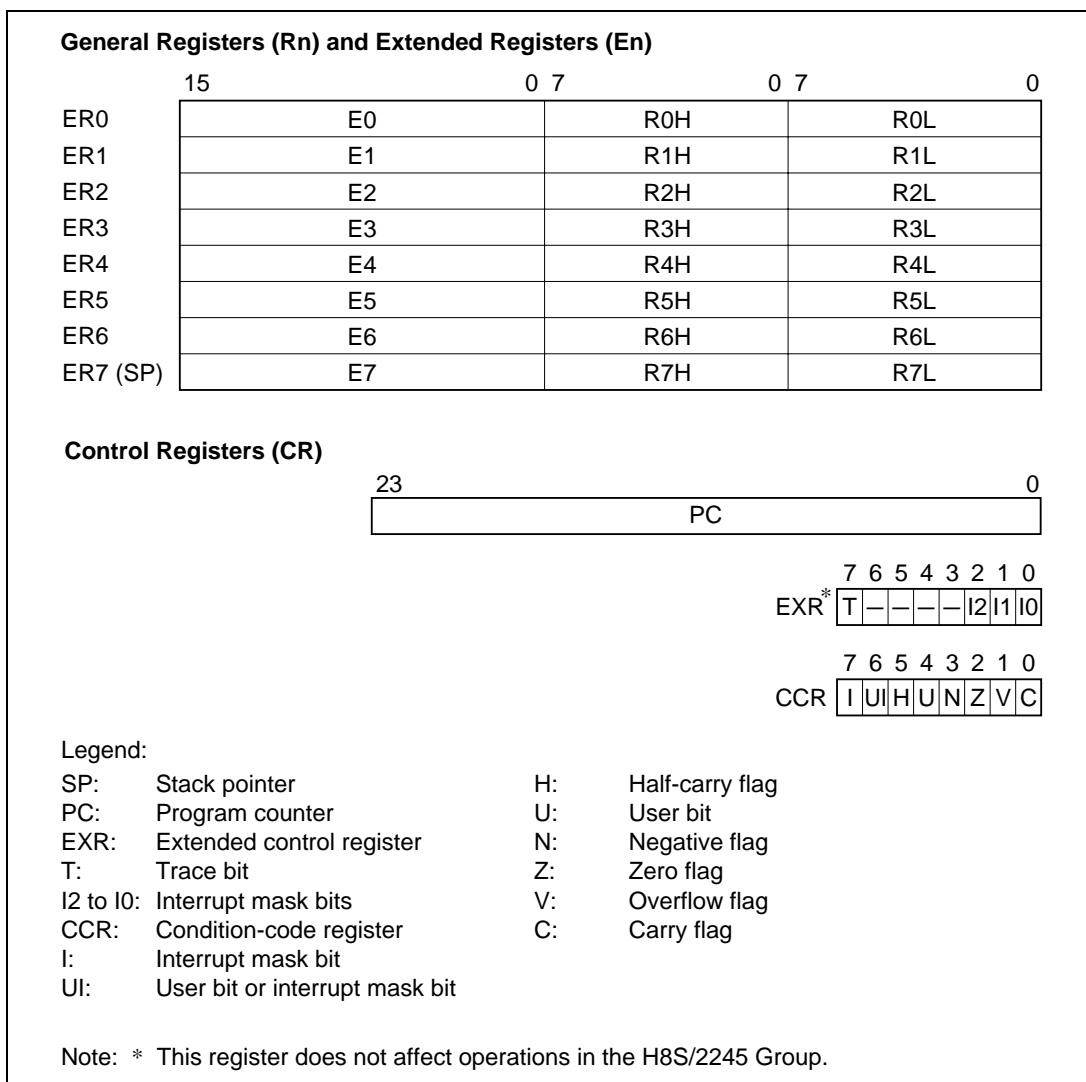 General Registers (Rn) and Extended Registers (En)
15 0 7 0 7 0
ER0 E0 R0H R0L
ER1 E1 R1H R1L
ER2 E2 R2H R2L
ER3 E3 R3H R3L
ER4 E4 R4H R4L
ER5 E5 R5H R5L
ER6 E6 R6H R6L
ER7 (SP) E7 R7H R7L
Control Registers (CR)
23 0
PC
7 6 5 4 3 2 1 0
EXR* T — — — — I2 I1 I0
7 6 5 4 3 2 1 0
CCR I UI H U N Z V C
Legend:
SP: Stack pointer H: Half-carry flag
PC: Program counter U: User bit
EXR: Extended control register N: Negative flag
T: Trace bit Z: Zero flag
I2 to I0: Interrupt mask bits V: Overflow flag
CCR: Condition-code register C: Carry flag
I: Interrupt mask bit
UI: User bit or interrupt mask bit
Note: * This register does not affect operations in the H8S/2245 Group.